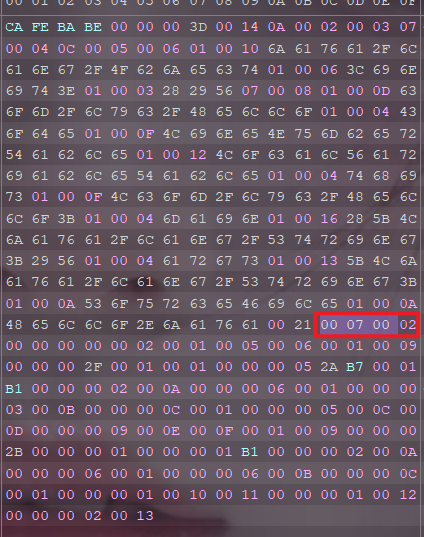 00 01 02 03 04 05 06 07 08 09 0A 0B 0C 0D 0E 0F
CA FE BA BE 00 00 00 3D 00 14 0A 00 02 00 03 07
00 04 0C 00 05 00 06 01 00 10 6A 61 76 61 2F 6C
61 6E 67 2F 4F 62 6A 65 63 74 01 00 06 3C 69 6E
69 74 3E 01 00 03 28 29 56 07 00 08 01 00 0D 63
6F 6D 2F 6C 79 63 2F 48 65 6C 6C 6F 01 00 04 43
6F 64 65 01 00 0F 4C 69 6E 65 4E 75 6D 62 65 72
54 61 62 6C 65 01 00 12 4C 6F 63 61 6C 56 61 72
69 61 62 6C 65 54 61 62 6C 65 01 00 04 74 68 69
73 01 00 0F 4C 63 6F 6D 2F 6C 79 63 2F 48 65 6C
6C 6F 3B 01 00 04 6D 61 69 6E 01 00 16 28 5B 4C
6A 61 76 61 2F 6C 61 6E 67 2F 53 74 72 69 6E 67
3B 29 56 01 00 04 61 72 67 73 01 00 13 5B 4C 6A
61 76 61 2F 6C 61 6E 67 2F 53 74 72 69 6E 67 3B
01 00 0A 53 6F 75 72 63 65 46 69 6C 65 01 00 0A
48 65 6C 6C 6F 2E 6A 61 76 61 00 21 00 07 00 02
00 00 00 00 00 02 00 01 00 05 00 06 00 01 00 09
00 00 00 2F 00 01 00 01 00 00 00 05 2A B7 00 01
B1 00 00 00 02 00 0A 00 00 00 06 00 01 00 00 00
03 00 0B 00 00 00 0C 00 01 00 00 00 05 00 0C 00
0D 00 00 00 09 00 0E 00 0F 00 01 00 09 00 00 00
2B 00 00 00 01 00 00 00 01 B1 00 00 00 02 00 0A
00 00 00 06 00 01 00 00 00 06 00 0B 00 00 00 0C
00 01 00 00 00 01 00 10 00 11 00 00 00 01 00 12
00 00 00 02 00 13